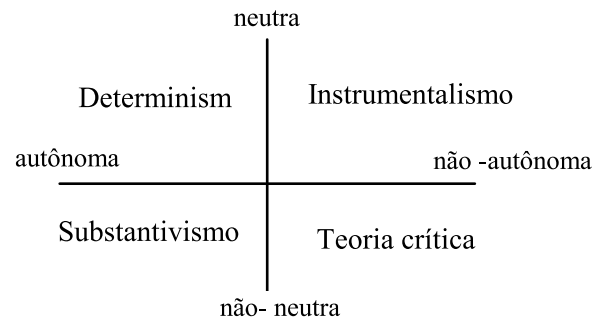 neutra
Determinism
Instrumentalismo
autônoma
não -autônoma
Substantivismo
Teoria crítica
não- neutra